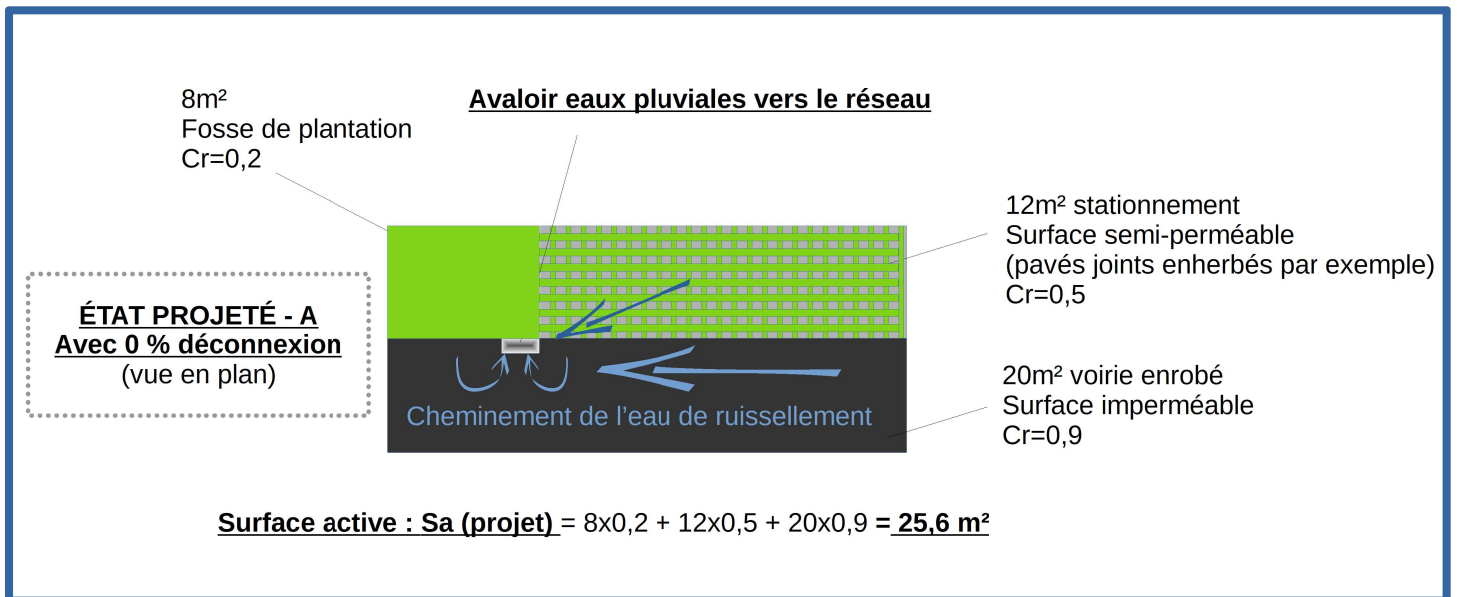 8m²
Fosse de plantation
Cr=0,2
Avaloir eaux pluviales vers le réseau
12m² stationnement
Surface semi-perméable
(pavés joints enherbés par exemple)
Cr=0,5
ÉTAT PROJETÉ - A
Avec 0 % déconnexion
(vue en plan)
20m² voirie enrobé
Surface imperméable
Cr=0,9
Cheminement de l’eau de ruissellement
Surface active : Sa (projet) = 8x0,2 + 12x0,5 + 20x0,9 = 25,6 m²